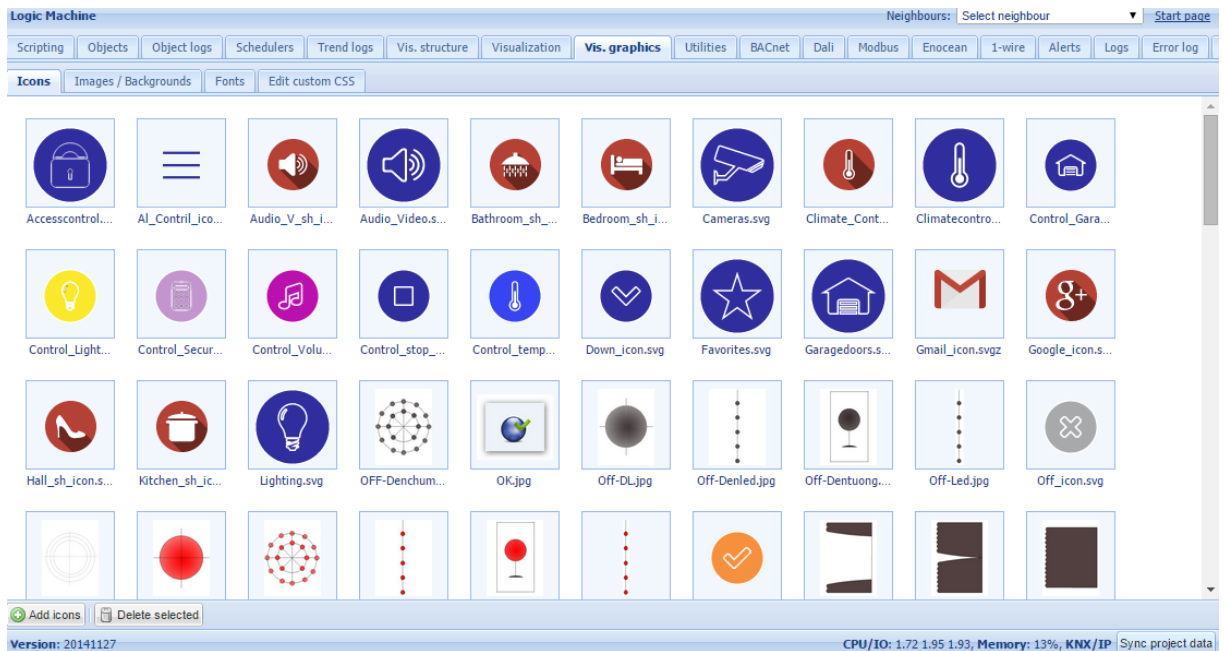 Logic Machine Neighbours: Select neighbour Start page
Scripting Objects Object logs Schedulers Trend logs Vis. structure Visualization Vis. graphics Utilities BACnet Dali Modbus Enocean 1-wire Alerts Logs Error log
Icons Images / Backgrounds Fonts Edit custom CSS
Accesscontrol.... Al_Contril_ico... Audio_V_sh_i... Audio_Video.s... Bathroom_sh_... Bedroom_sh_i... Cameras.svg Climate_Cont... Climatecontro... Control_Gara...
Control_Light... Control_Secur... Control_Volu... Control_stop_... Control_temp... Down_icon.svg Favorites.svg Garagedoors.s... Gmail_icon.svgz Google_icon.s...
g+
Hall_sh_icon.s... Kitchen_sh_ic... Lighting.svg OFF-Denchum... OK.jpg Off-DL.jpg Off-Denled.jpg Off-Dentuong.... Off-Led.jpg Off_icon.svg
Add icons Delete selected
Version: 20141127 CPU/IO: 1.72 1.95 1.93, Memory: 13%, KNX/IP Sync project data